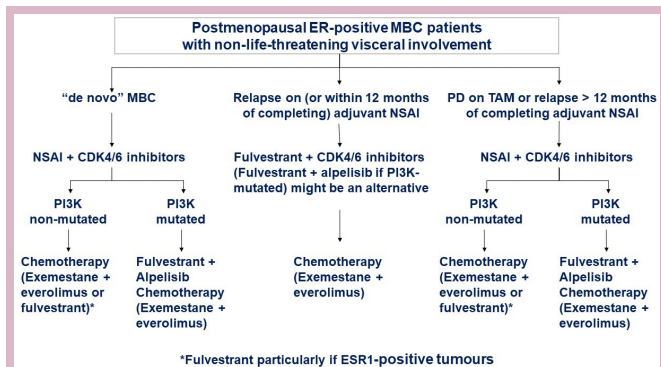 Postmenopausal ER-positive MBC patients
with non-life-threatening visceral involvement
“de novo” MBC
Relapse on (or within 12 months
of completing) adjuvant NSAI
PD on TAM or relapse > 12 months
of completing adjuvant NSAI
NSAI + CDK4/6 inhibitors
Fulvestrant + CDK4/6 inhibitors
(Fulvestrant + alpelisib if PI3K-
mutated) might be an alternative
NSAI + CDK4/6 inhibitors
PI3K
non-mutated
PI3K
mutated
PI3K
non-mutated
PI3K
mutated
Chemotherapy
(Exemestane +
everolimus or
fulvestrant)*
Fulvestrant +
Alpelisib
Chemotherapy
(Exemestane +
everolimus)
Chemotherapy
(Exemestane +
everolimus)
Chemotherapy
(Exemestane +
everolimus or
fulvestrant)*
Fulvestrant +
Alpelisib
Chemotherapy
(Exemestane +
everolimus)
*Fulvestrant particularly if ESR1-positive tumours